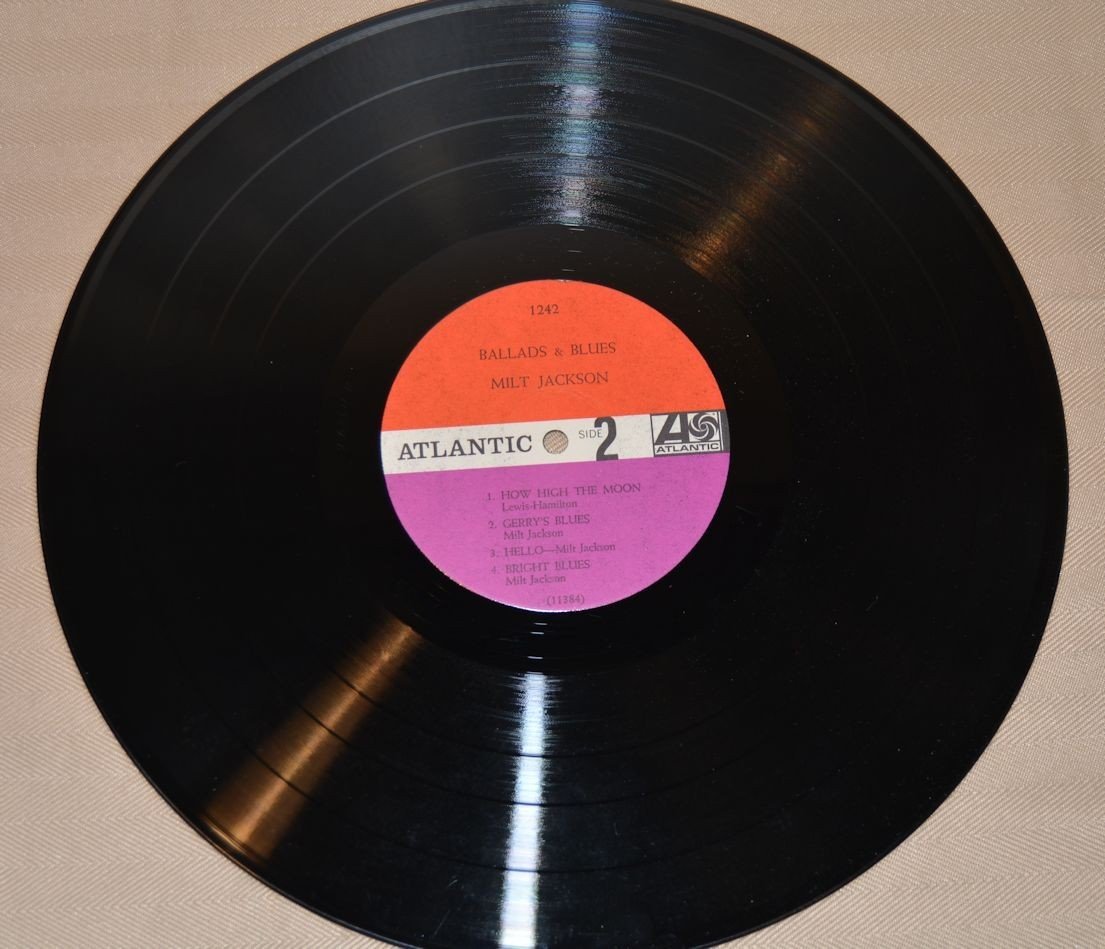 1242
BALLADS & BLUES
MILT JACKSON
ATLANTIC SIDE 2 ATLANTIC
1. HOW HIGH THE MOON
Lewis-Hamilton
2. GERRY'S BLUES
Milt Jackson
3. HELLO—Milt Jackson
4. BRIGHT BLUES
Milt Jackson
(11384)